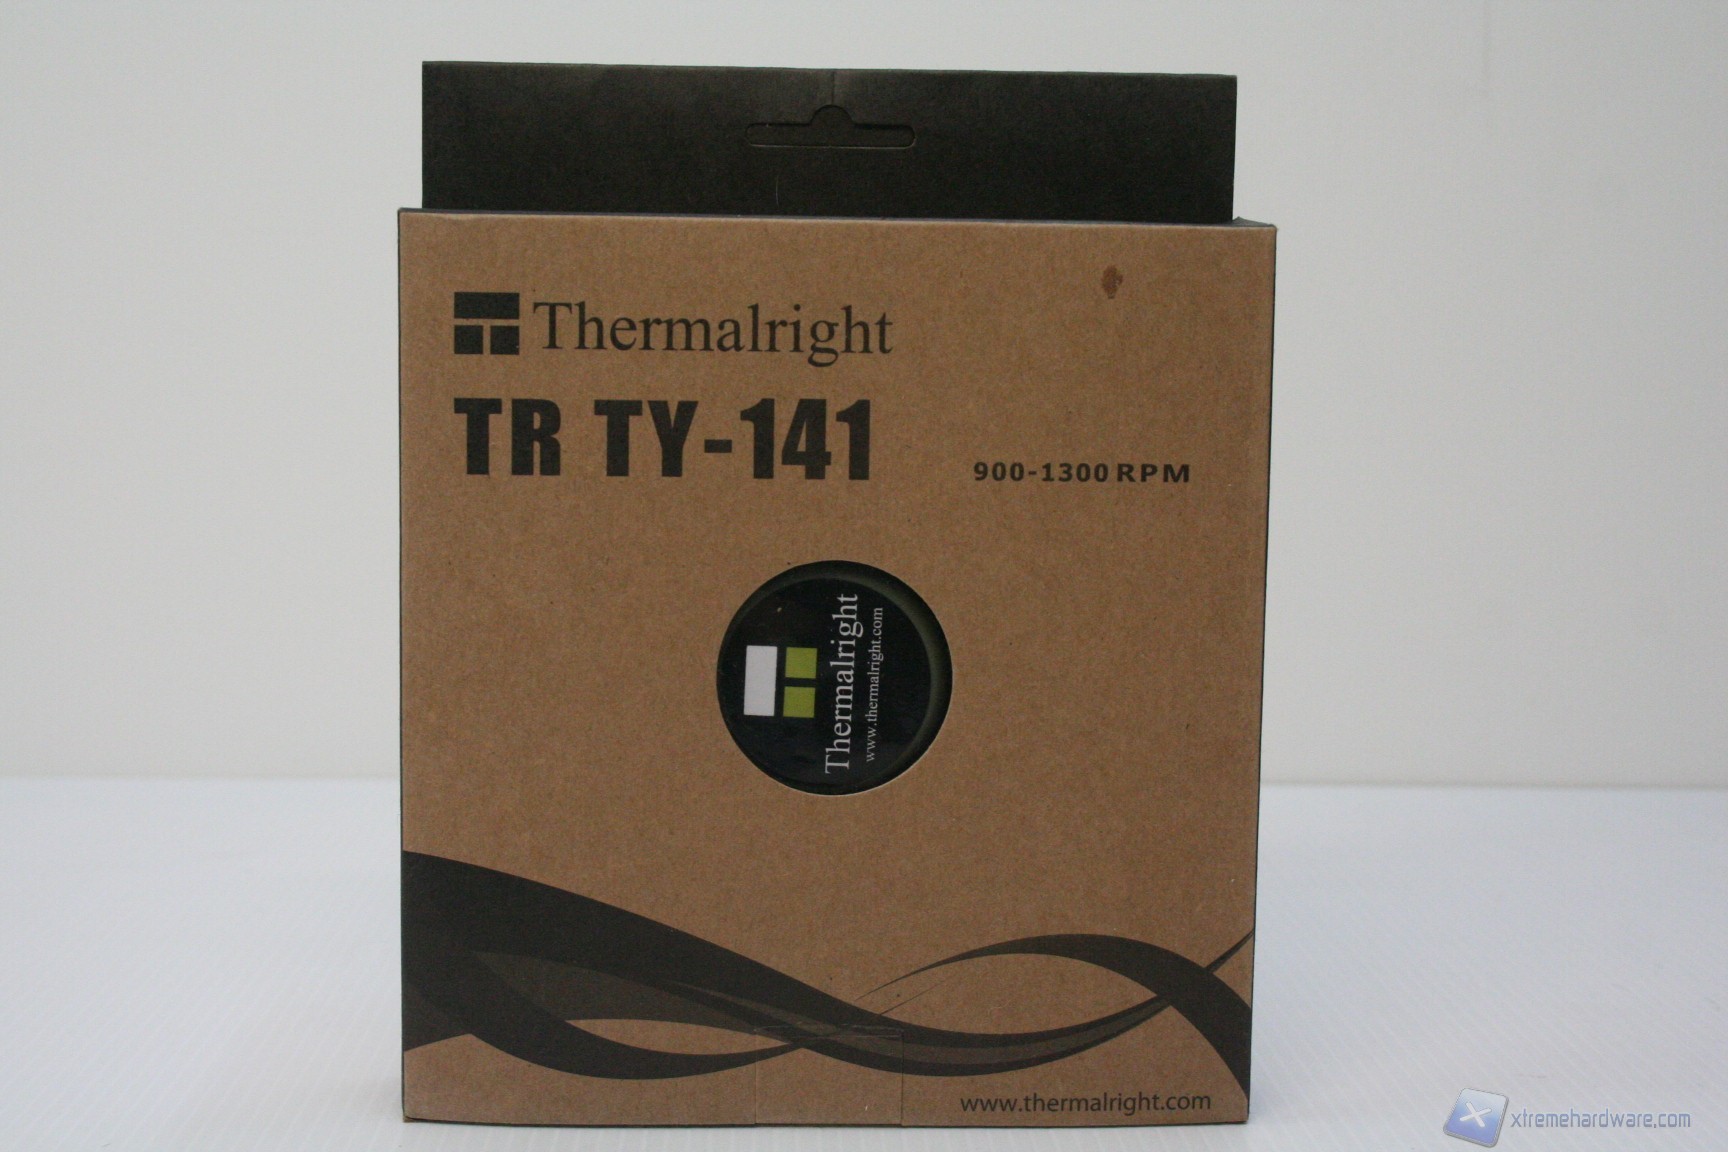 Thermalright
TR TY-141
900-1300 RPM
Thermalright
www.thermalright.com
www.thermalright.com
xtremehardware.com